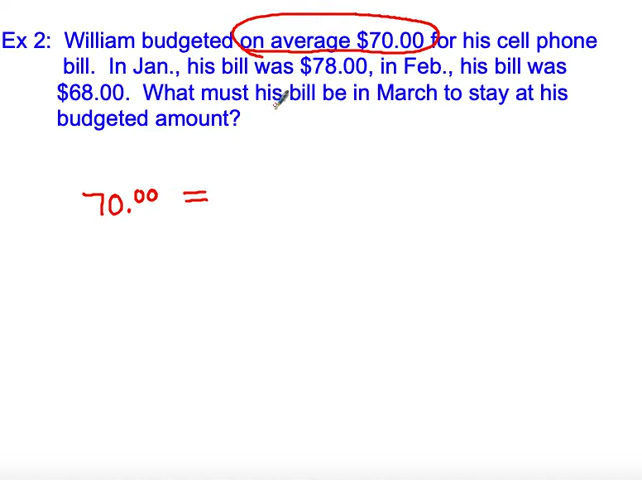 Ex 2: William budgeted on average $70.00 for his cell phone
bill. In Jan., his bill was $78.00, in Feb., his bill was
$68.00. What must his bill be in March to stay at his
budgeted amount?
70.00 =